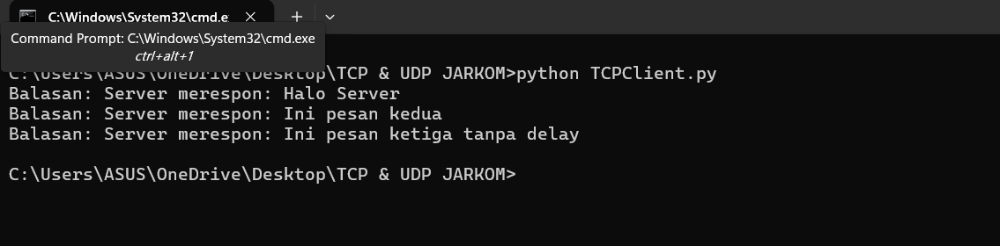 C:\Windows\System32\cmd.e
Command Prompt: C:\Windows\System32\cmd.exe
ctrl+alt+1
C:\Users\ASUS\OneDrive\Desktop\TCP & UDP JARKOM>python TCPClient.py
Balasan: Server merespon: Halo Server
Balasan: Server merespon: Ini pesan kedua
Balasan: Server merespon: Ini pesan ketiga tanpa delay
C:\Users\ASUS\OneDrive\Desktop\TCP & UDP JARKOM>